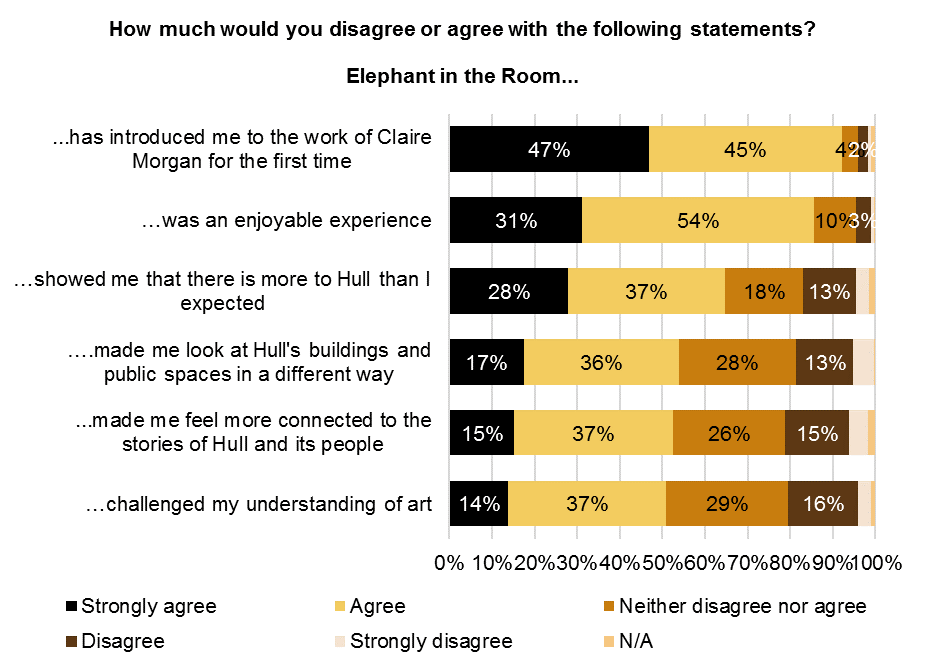 How much would you disagree or agree with the following statements?
Elephant in the Room...
...has introduced me to the work of Claire
Morgan for the first time
47% 45% 4% 2%
…was an enjoyable experience
31% 54% 10% 3%
…showed me that there is more to Hull than I
expected
28% 37% 18% 13%
….made me look at Hull's buildings and
public spaces in a different way
17% 36% 28% 13%
...made me feel more connected to the
stories of Hull and its people
15% 37% 26% 15%
…challenged my understanding of art
14% 37% 29% 16%
0% 10% 20% 30% 40% 50% 60% 70% 80% 90% 100%
Strongly agree Agree Neither disagree nor agree
Disagree Strongly disagree N/A